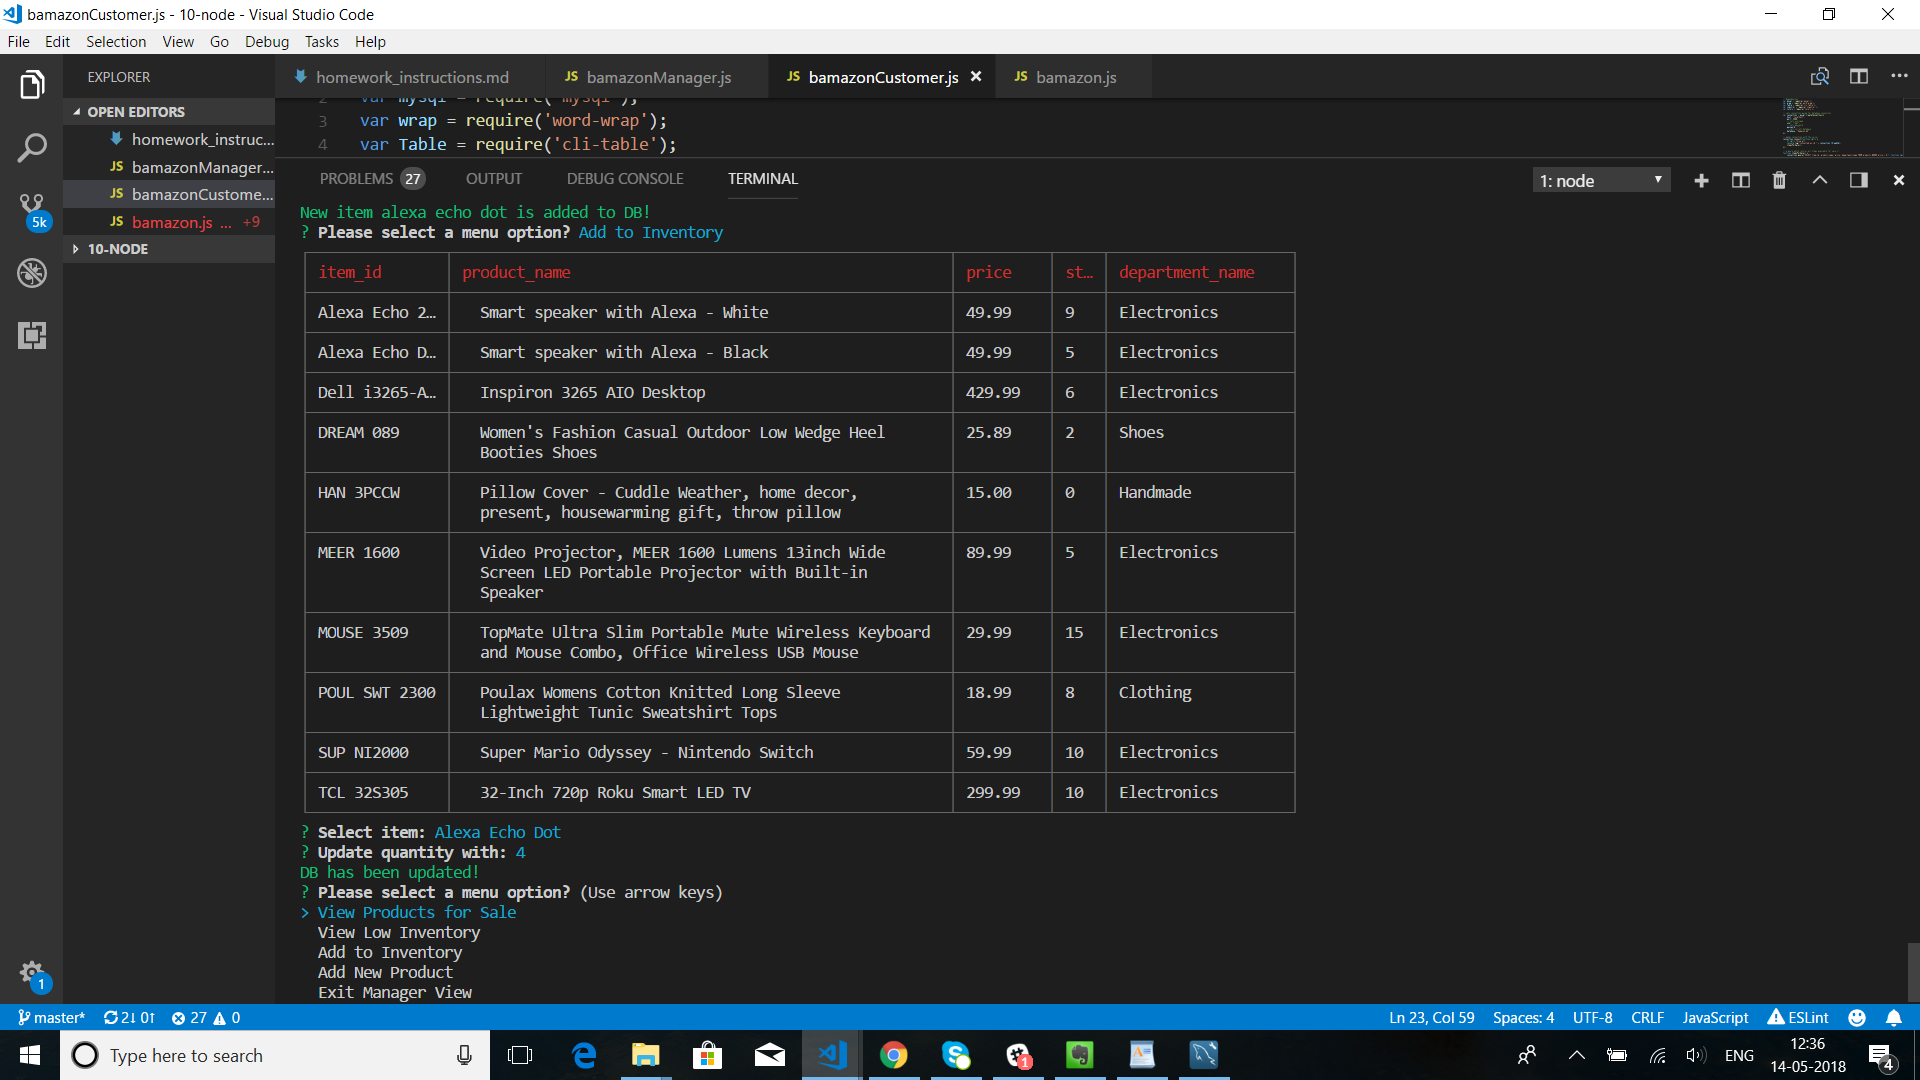 bamazonCustomer.js - 10-node - Visual Studio Code
File Edit Selection View Go Debug Tasks Help
EXPLORER
OPEN EDITORS
homework_instruc...
JS bamazonManager...
JS bamazonCustome...
JS bamazon.js ... +9
10-NODE
5k
1
homework_instructions.md JS bamazonManager.js JS bamazonCustomer.js JS bamazon.js
2 var mysql = require('mysql');
3 var wrap = require('word-wrap');
4 var Table = require('cli-table');
PROBLEMS 27 OUTPUT DEBUG CONSOLE TERMINAL 1: node
New item alexa echo dot is added to DB!
? Please select a menu option? Add to Inventory
item_id product_name price st… department_name
Alexa Echo 2… Smart speaker with Alexa - White 49.99 9 Electronics
Alexa Echo D… Smart speaker with Alexa - Black 49.99 5 Electronics
Dell i3265-A… Inspiron 3265 AIO Desktop 429.99 6 Electronics
DREAM 089 Women's Fashion Casual Outdoor Low Wedge Heel 25.89 2 Shoes
Booties Shoes
HAN 3PCCW Pillow Cover - Cuddle Weather, home decor, 15.00 0 Handmade
present, housewarming gift, throw pillow
MEER 1600 Video Projector, MEER 1600 Lumens 13inch Wide 89.99 5 Electronics
Screen LED Portable Projector with Built-in
Speaker
MOUSE 3509 TopMate Ultra Slim Portable Mute Wireless Keyboard 29.99 15 Electronics
and Mouse Combo, Office Wireless USB Mouse
POUL SWT 2300 Poulax Womens Cotton Knitted Long Sleeve 18.99 8 Clothing
Lightweight Tunic Sweatshirt Tops
SUP NI2000 Super Mario Odyssey - Nintendo Switch 59.99 10 Electronics
TCL 32S305 32-Inch 720p Roku Smart LED TV 299.99 10 Electronics
? Select item: Alexa Echo Dot
? Update quantity with: 4
DB has been updated!
? Please select a menu option? (Use arrow keys)
> View Products for Sale
View Low Inventory
Add to Inventory
Add New Product
Exit Manager View
master* 2↓ 0↑ 27 0 Ln 23, Col 59 Spaces: 4 UTF-8 CRLF JavaScript ESLint
Type here to search
1
ENG
12:36
14-05-2018
4